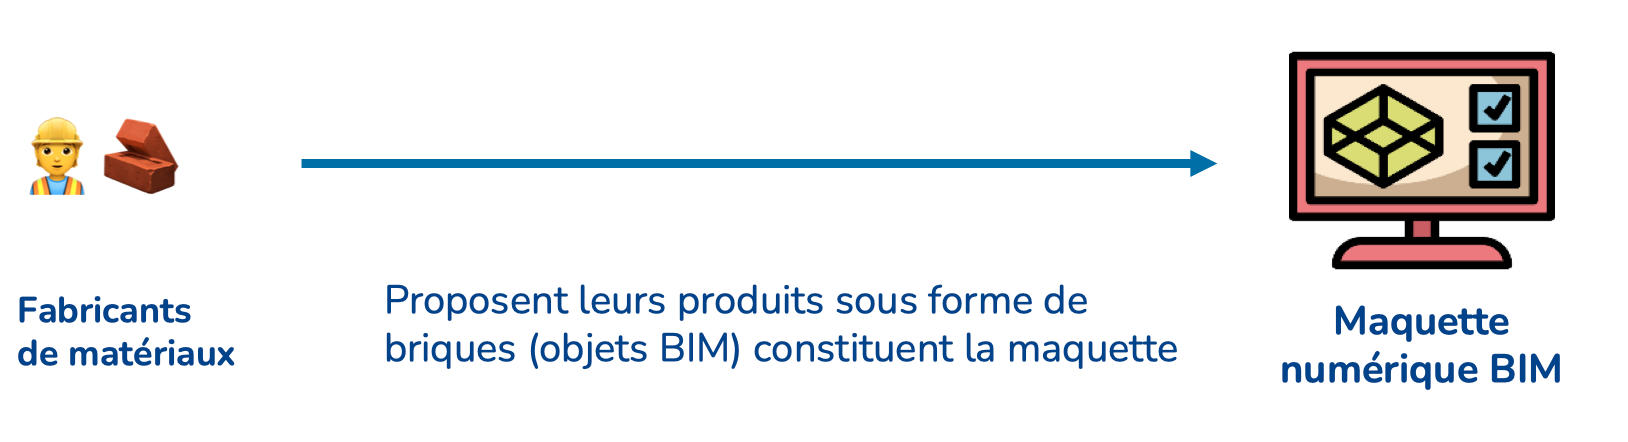 Fabricants
de matériaux
Proposent leurs produits sous forme de
briques (objets BIM) constituent la maquette
Maquette
numérique BIM